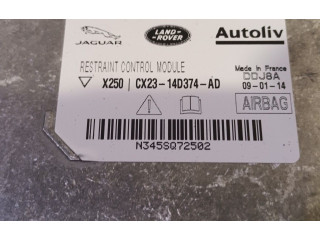 JAGUAR
LAND-ROVER
Autoliv
RESTRAINT CONTROL MODULE
Made in France
X250 | CX23-14D374-AD
DDJ8A
09-01-14
AIRBAG
N345SQ72502